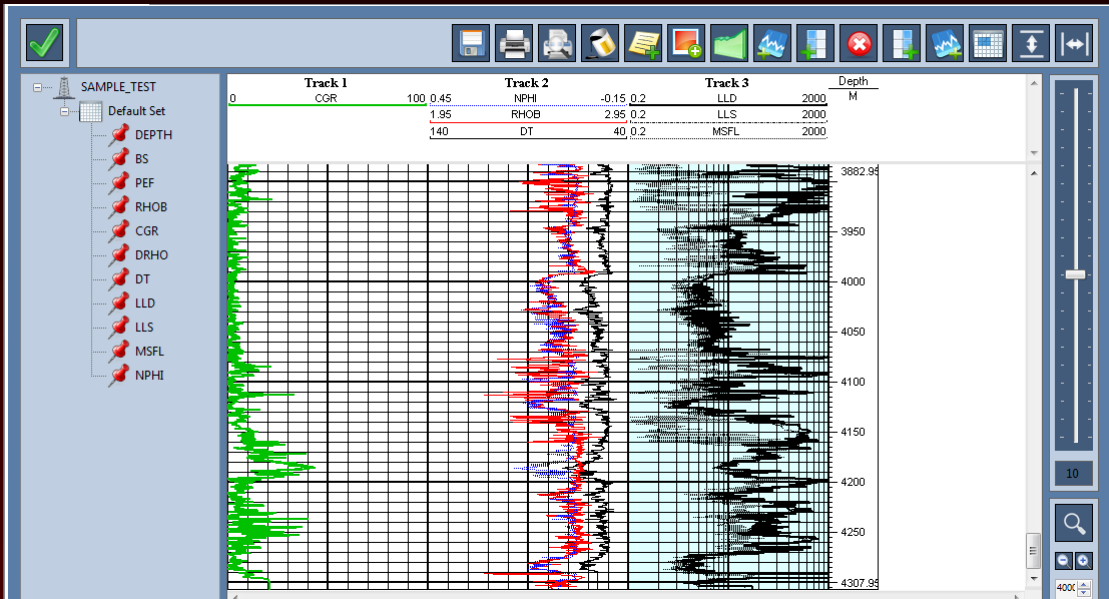 SAMPLE_TEST
Default Set
DEPTH
BS
PEF
RHOB
CGR
DRHO
DT
LLD
LLS
MSFL
NPHI
Track 1
0 CGR 100
Track 2
0.45 NPHI -0.15
1.95 RHOB 2.95
140 DT 40
Track 3
0.2 LLD 2000
0.2 LLS 2000
0.2 MSFL 2000
Depth
M
3882.95
3950
4000
4050
4100
4150
4200
4250
4307.95
10